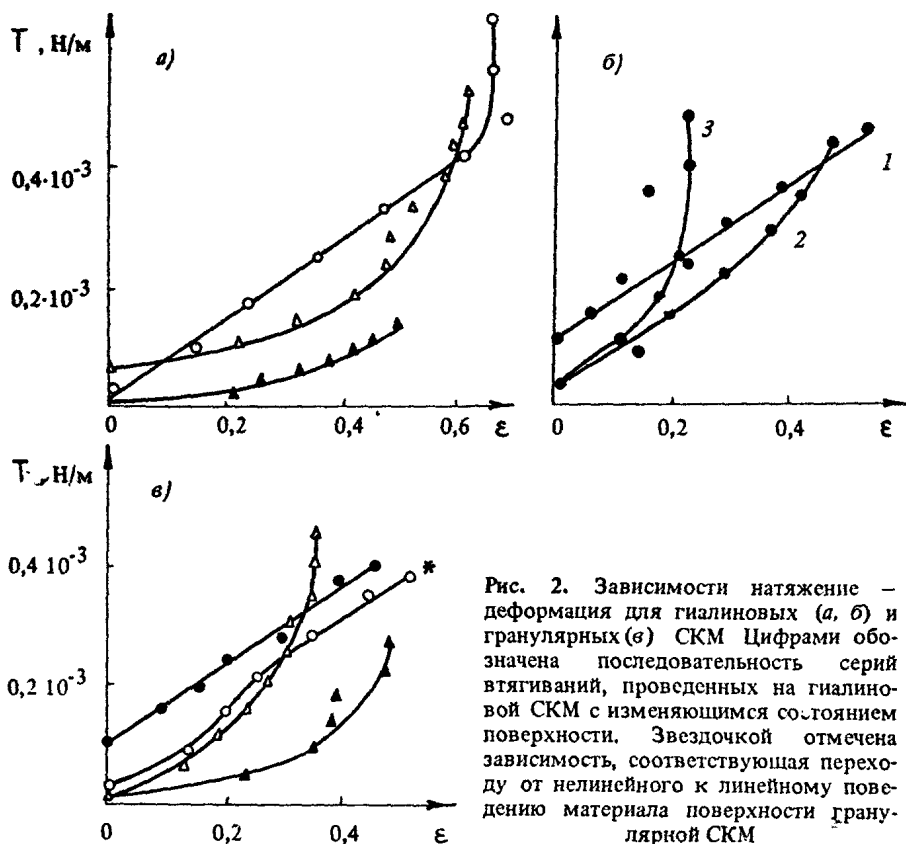 T, Н/м
а)
0,4·10⁻³
0,2·10⁻³
0 0,2 0,4 0,6 ε
б)
3
1
2
0 0,2 0,4 ε
T, Н/м
в)
*
0,4 10⁻³
0,2 10⁻³
0 0,2 0,4 ε
Рис. 2. Зависимости натяжение –
деформация для гиалиновых (а, б) и
гранулярных (в) СКМ Цифрами обо-
значена последовательность серий
втягиваний, проведенных на гиалино-
вой СКМ с изменяющимся состоянием
поверхности. Звездочкой отмечена
зависимость, соответствующая перехо-
ду от нелинейного к линейному пове-
дению материала поверхности грану-
лярной СКМ